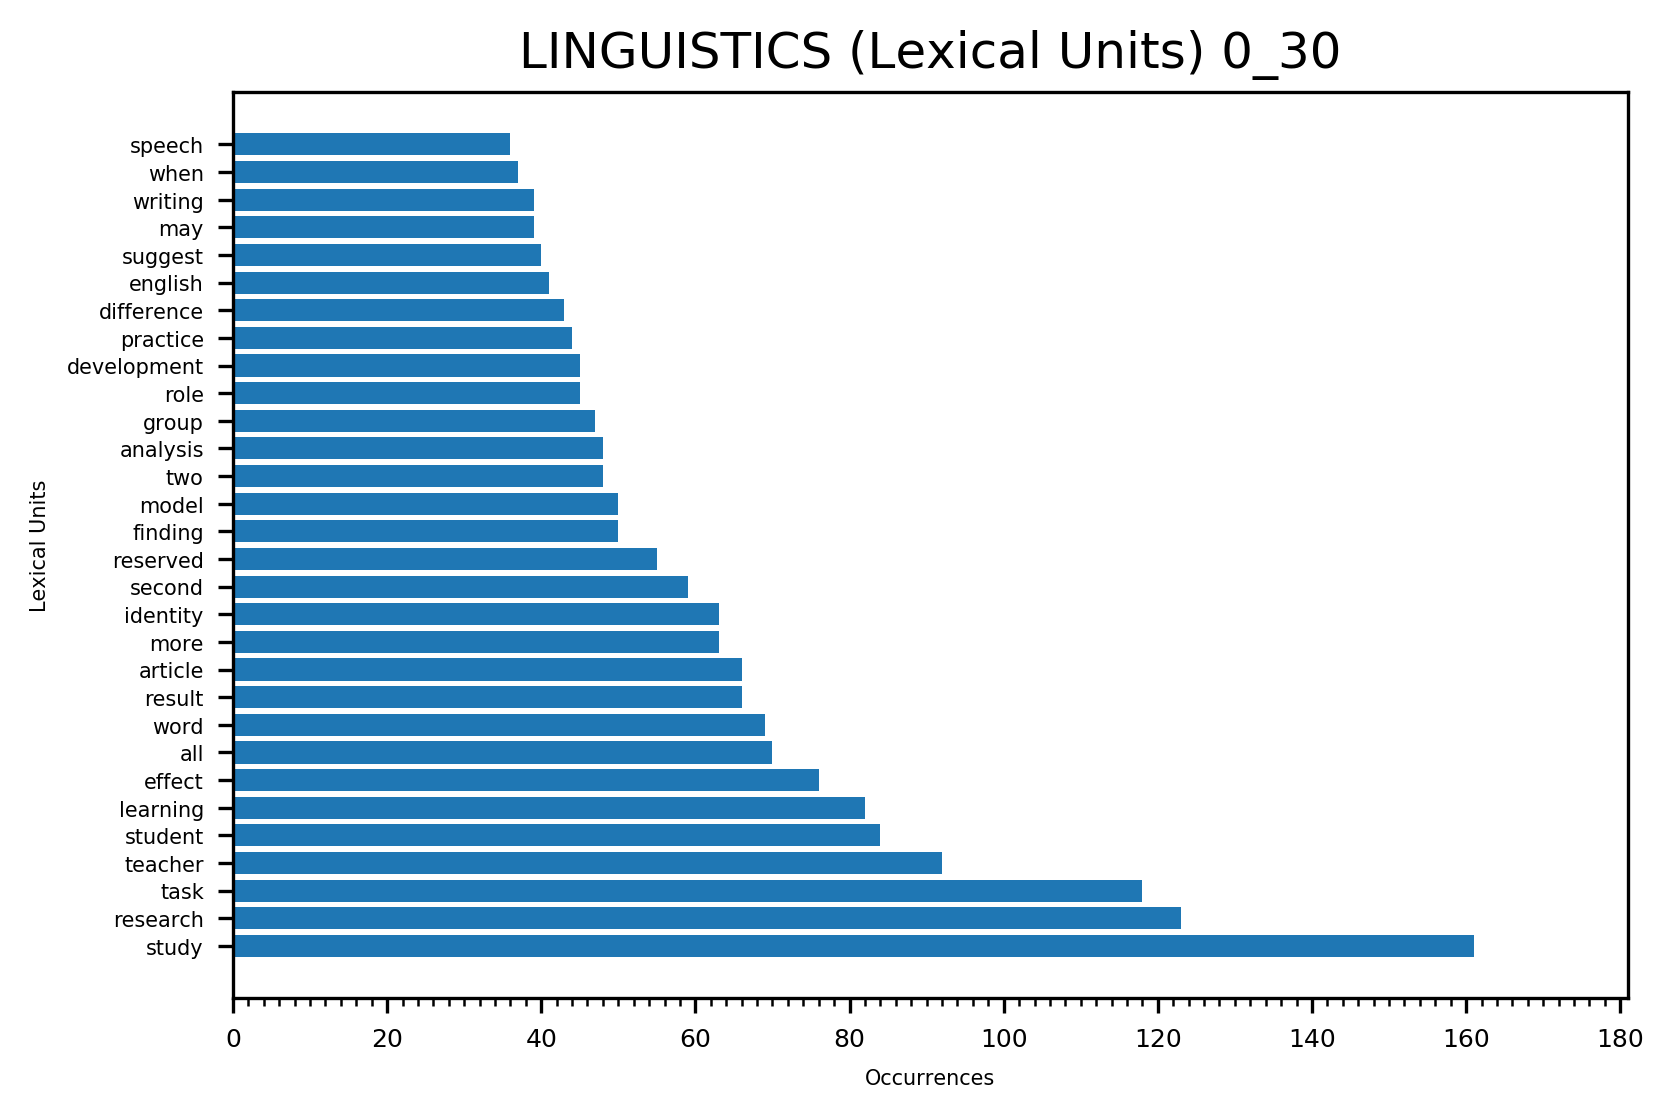 LINGUISTICS (Lexical Units) 0_30
Lexical Units
speech
when
writing
may
suggest
english
difference
practice
development
role
group
analysis
two
model
finding
reserved
second
identity
more
article
result
word
all
effect
learning
student
teacher
task
research
study
0 20 40 60 80 100 120 140 160 180
Occurrences